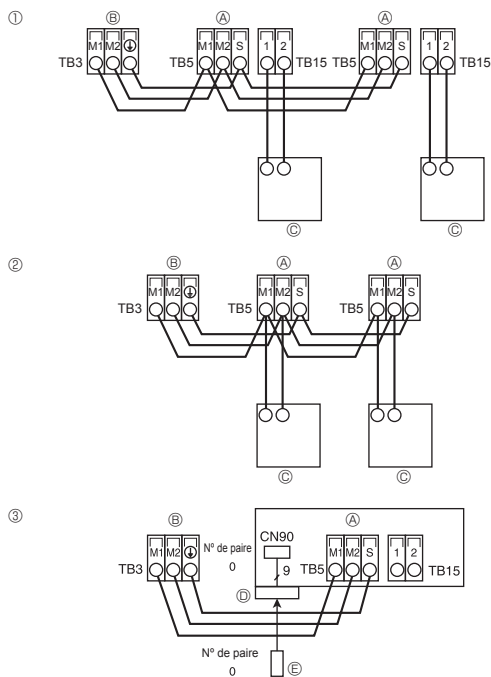 ①
Ⓑ Ⓐ Ⓐ
M1 M2 ⏚ M1 M2 S 1 2 M1 M2 S 1 2
TB3 TB5 TB15 TB5 TB15
Ⓒ Ⓒ
②
Ⓑ Ⓐ Ⓐ
M1 M2 ⏚ M1 M2 S M1 M2 S
TB3 TB5 TB5
Ⓒ Ⓒ
③
Ⓑ Ⓐ
CN90
M1 M2 ⏚ Nº de paire M1 M2 S 1 2
TB3 0 9 TB5 TB15
Ⓓ
Nº de paire
0 Ⓔ